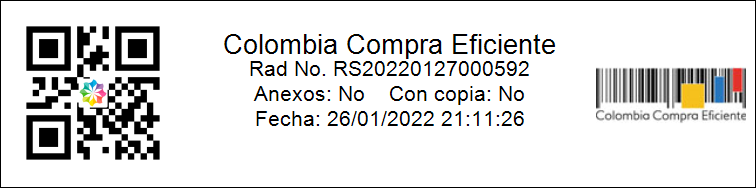 Colombia Compra Eficiente
Rad No. RS20220127000592
Anexos: No    Con copia: No
Fecha: 26/01/2022 21:11:26
Colombia Compra Eficiente